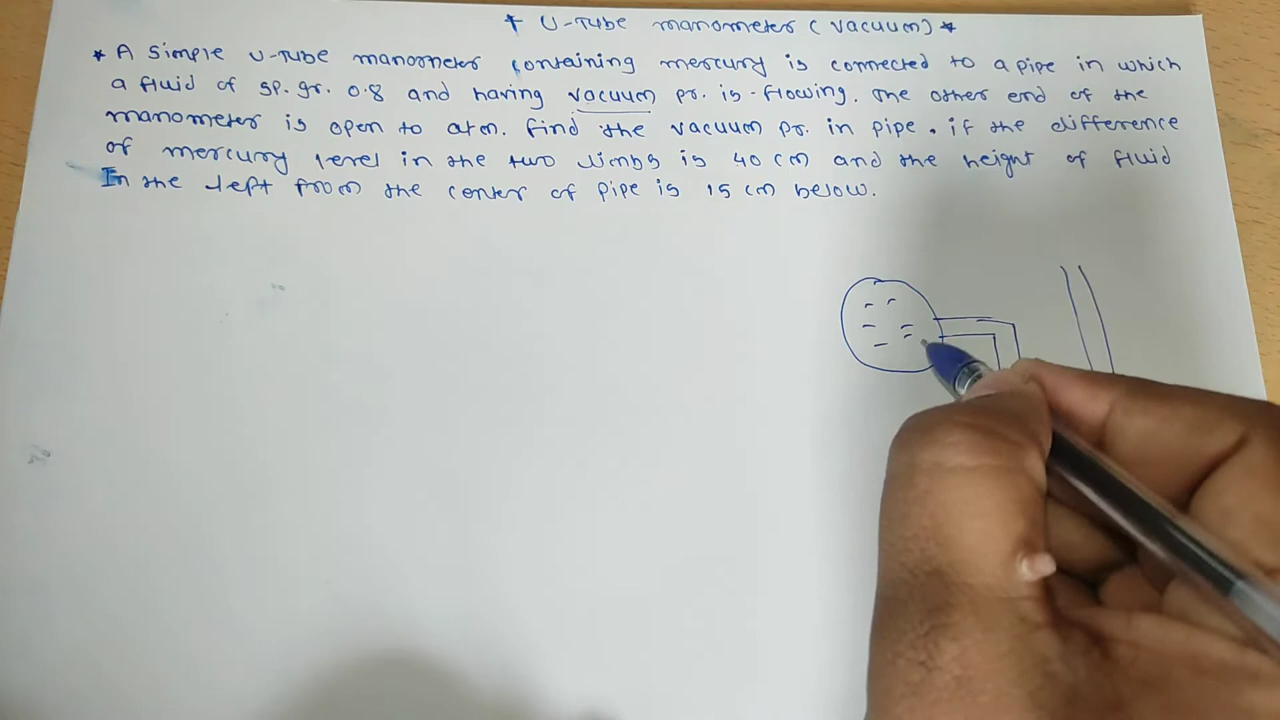 * U-Tube manometer (vacuum) *
* A simple U-Tube manometer containing mercury is connected to a pipe in which
a fluid of sp.gr. 0.8 and having vacuum pr. is flowing. The other end of the
manometer is open to atm. find the vacuum pr. in pipe. if the difference
of mercury level in the two limbs is 40 cm and the height of fluid
In the left from the center of pipe is 15 cm below.